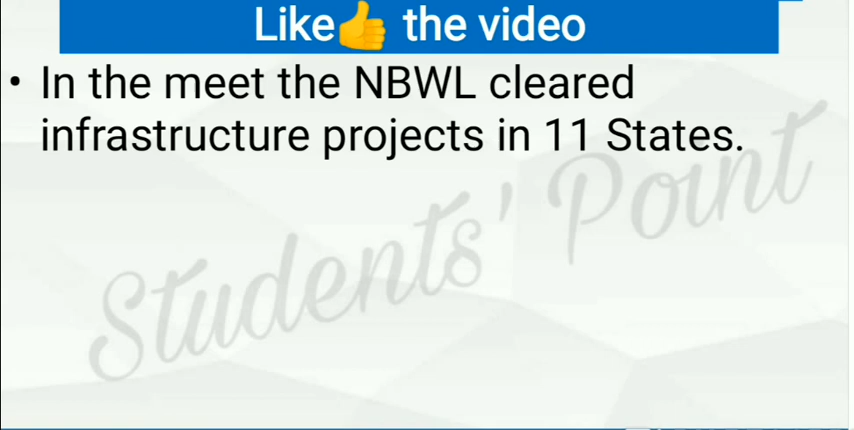 Like👍 the video
• In the meet the NBWL cleared
infrastructure projects in 11 States.
Students' Point